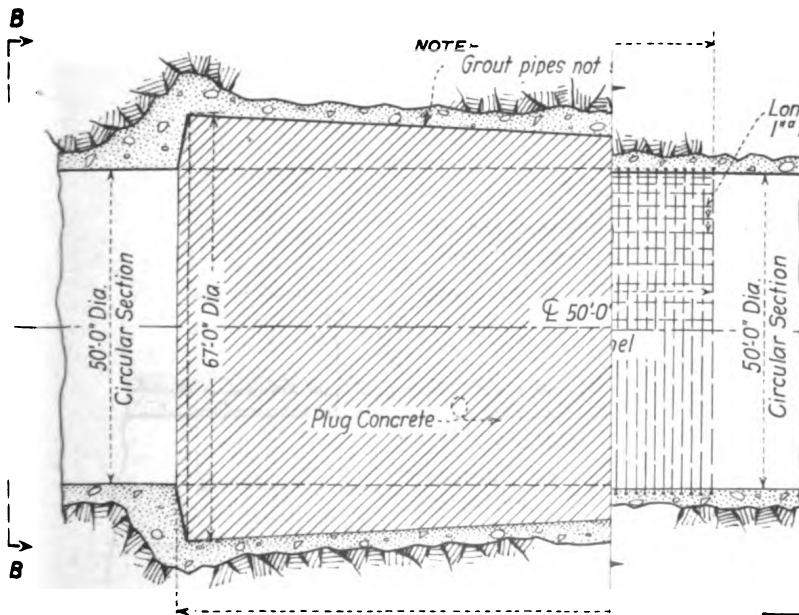 B
NOTE:-
Grout pipes not
Lon
1"⌀
50'-0" Dia.
Circular Section
67'-0" Dia.
℄ 50'-0"
nel
50'-0" Dia.
Circular Section
Plug Concrete
B